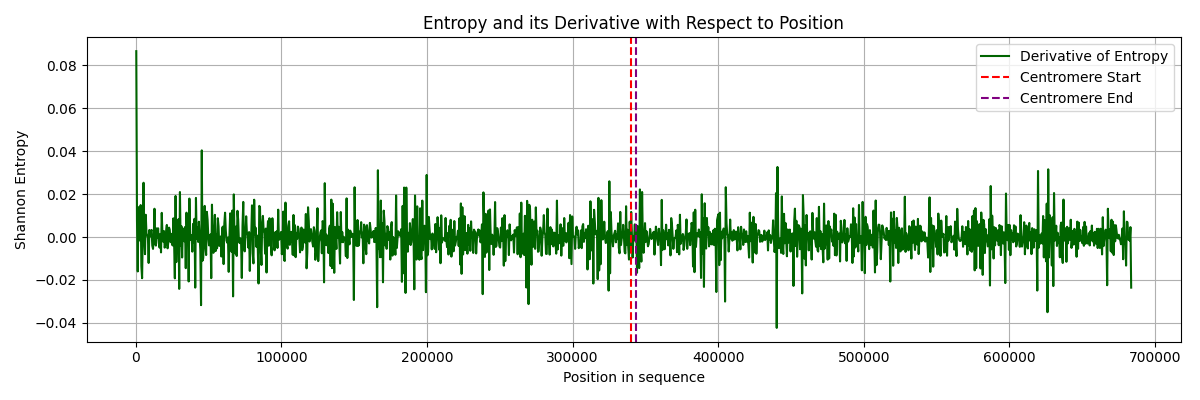 Entropy and its Derivative with Respect to Position
Shannon Entropy
0.08
0.06
0.04
0.02
0.00
−0.02
−0.04
Derivative of Entropy
Centromere Start
Centromere End
0 100000 200000 300000 400000 500000 600000 700000
Position in sequence